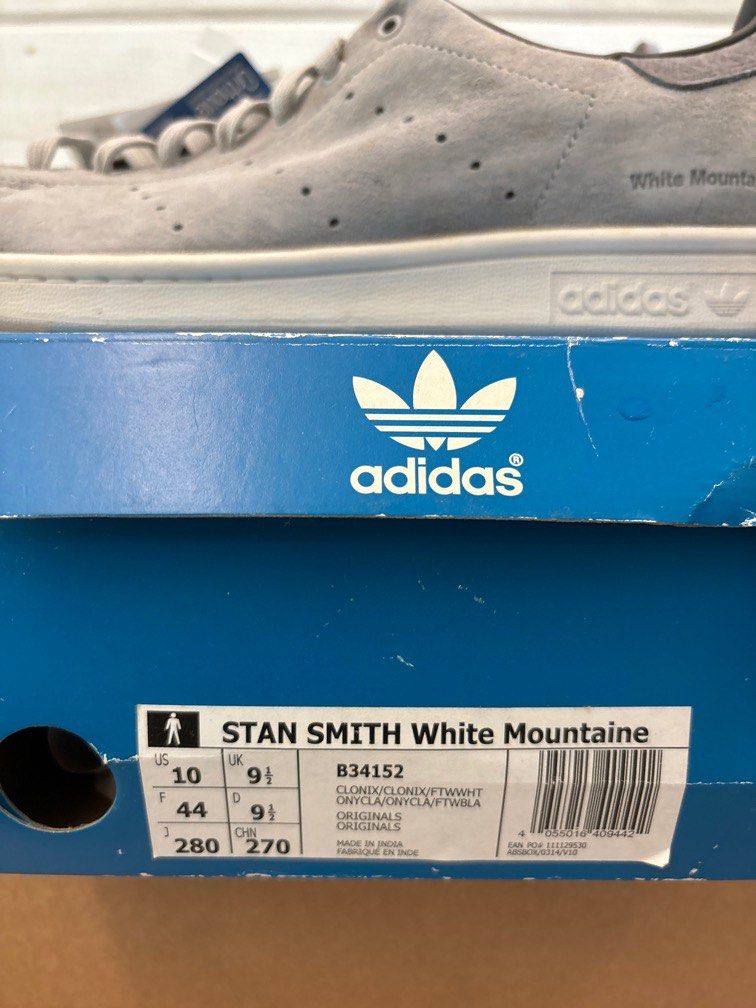 White Mounta
adidas
adidas®
STAN SMITH White Mountaine
US 10 UK 9½
F 44 D 9½
J 280 CHN 270
B34152
CLONIX/CLONIX/FTWWHT
ONYCLA/ONYCLA/FTWBLA
ORIGINALS
ORIGINALS
MADE IN INDIA
FABRIQUÉ EN INDE
4 055016 409442
EAN PO# 111129530
ABSBOX/0314/V10